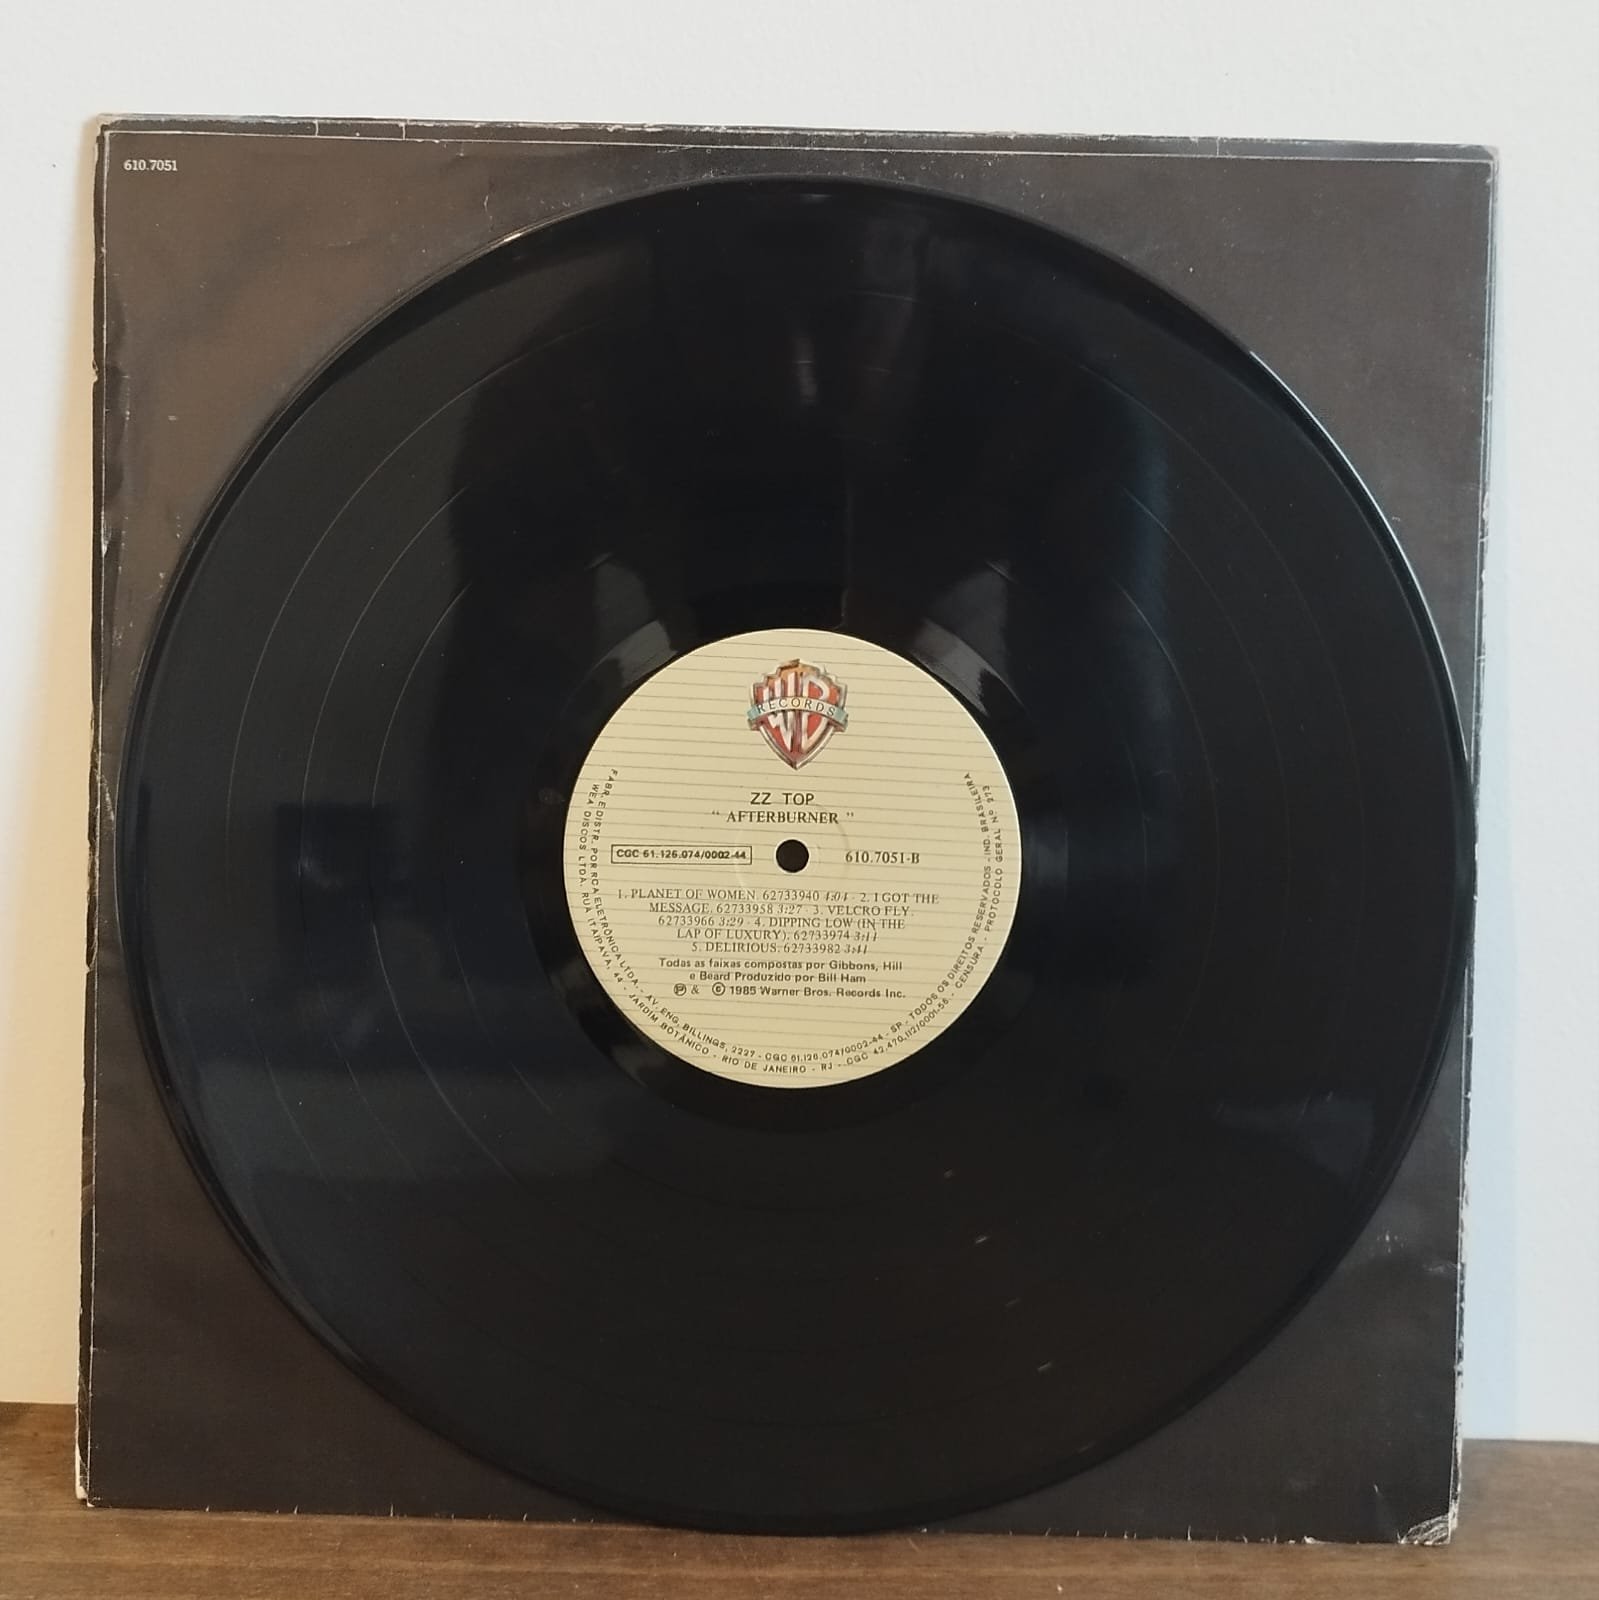 610.7051
RECORDS
ZZ TOP
" AFTERBURNER "
CGC 61.126.074/0002-44
610.7051-B
1. PLANET OF WOMEN. 62733940 4:04 - 2. I GOT THE
MESSAGE. 62733958 3:27 - 3. VELCRO FLY.
62733966 3:29 - 4. DIPPING LOW (IN THE
LAP OF LUXURY). 62733974 3:11
5. DELIRIOUS. 62733982 3:41
Todas as faixas compostas por Gibbons, Hill
e Beard Produzido por Bill Ham
Ⓟ & © 1985 Warner Bros. Records Inc.
FABR. E DISTR. POR RCA ELETRÔNICA LTDA. - AV. ENG. BILLINGS, 2227 - CGC 61.126.074/0002-44 - SP - TODOS OS DIREITOS RESERVADOS - IND. BRASILEIRA
WEA DISCOS LTDA. RUA ITAIPAVA, 44 - JARDIM BOTÂNICO - RIO DE JANEIRO - RJ - CGC 42.470.112/0001-56 - CENSURA - PROTOCOLO GERAL Nº 273